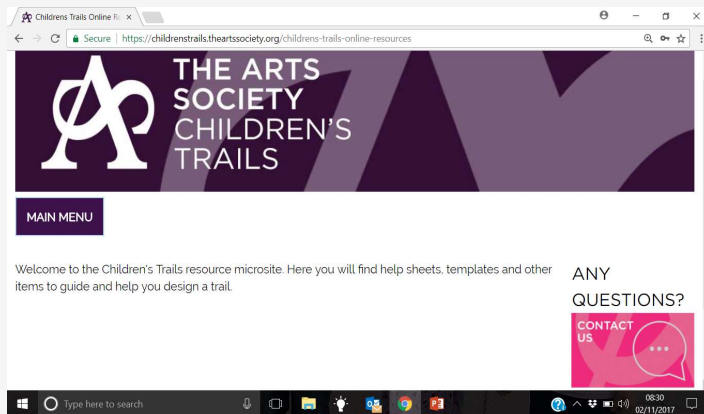 Childrens Trails Online Re
Secure | https://childrenstrails.theartssociety.org/childrens-trails-online-resources
THE ARTS
SOCIETY
CHILDREN'S
TRAILS
MAIN MENU
Welcome to the Children's Trails resource microsite. Here you will find help sheets, templates and other
items to guide and help you design a trail.
ANY
QUESTIONS?
CONTACT
US
Type here to search
08:30
02/11/2017